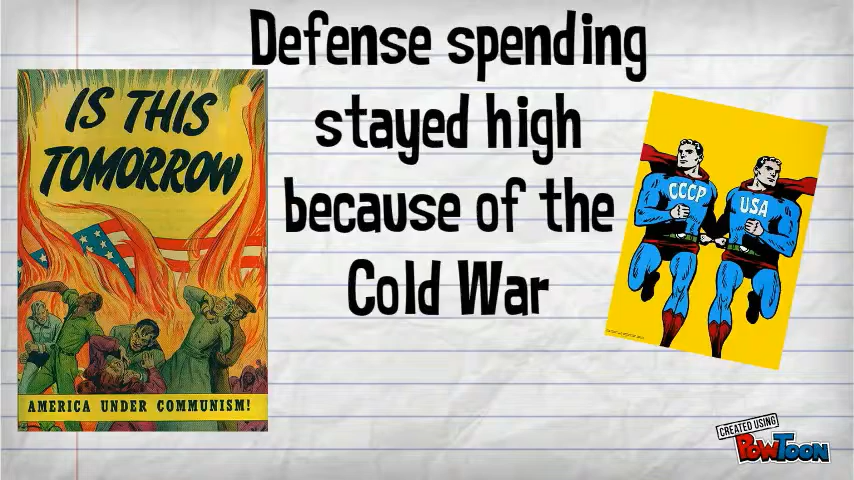 Defense spending
stayed high
because of the
Cold War
IS THIS
TOMORROW
AMERICA UNDER COMMUNISM!
CCCP
USA
CREATED USING
POWTOON